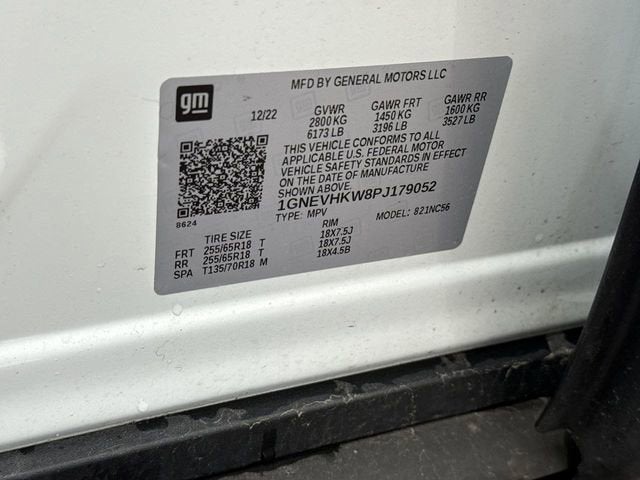 MFD BY GENERAL MOTORS LLC
gm
12/22 GVWR GAWR FRT GAWR RR
2800 KG 1450 KG 1600 KG
6173 LB 3196 LB 3527 LB
THIS VEHICLE CONFORMS TO ALL
APPLICABLE U.S. FEDERAL MOTOR
VEHICLE SAFETY STANDARDS IN EFFECT
ON THE DATE OF MANUFACTURE
SHOWN ABOVE.
1GNEVHKW8PJ179052
8624
TYPE: MPV MODEL: 821NC56
TIRE SIZE RIM
FRT 255/65R18 T 18X7.5J
RR 255/65R18 T 18X7.5J
SPA T135/70R18 M 18X4.5B